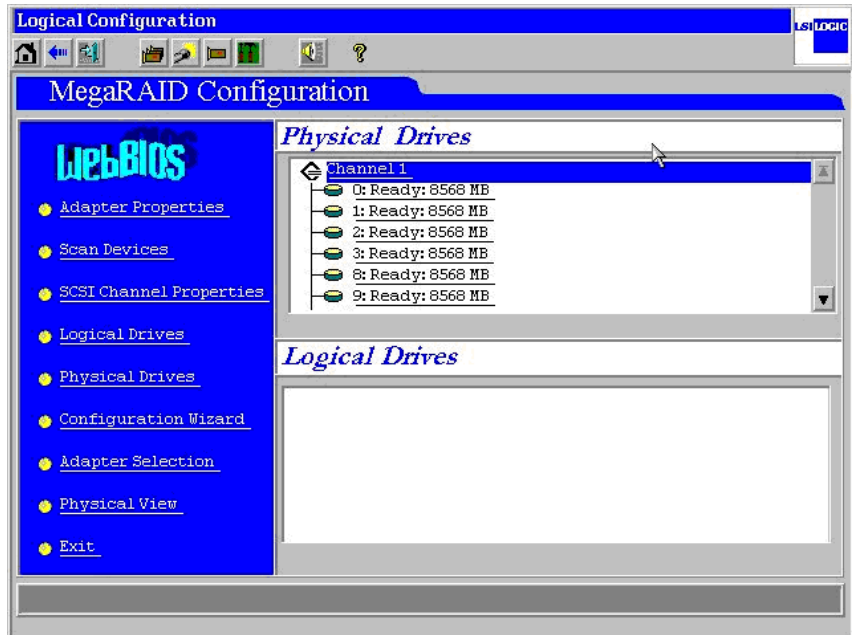 Logical Configuration
LSI LOGIC
?
MegaRAID Configuration
WebBIOS
Adapter Properties
Scan Devices
SCSI Channel Properties
Logical Drives
Physical Drives
Configuration Wizard
Adapter Selection
Physical View
Exit
Physical Drives
Channel 1
0: Ready: 8568 MB
1: Ready: 8568 MB
2: Ready: 8568 MB
3: Ready: 8568 MB
8: Ready: 8568 MB
9: Ready: 8568 MB
Logical Drives